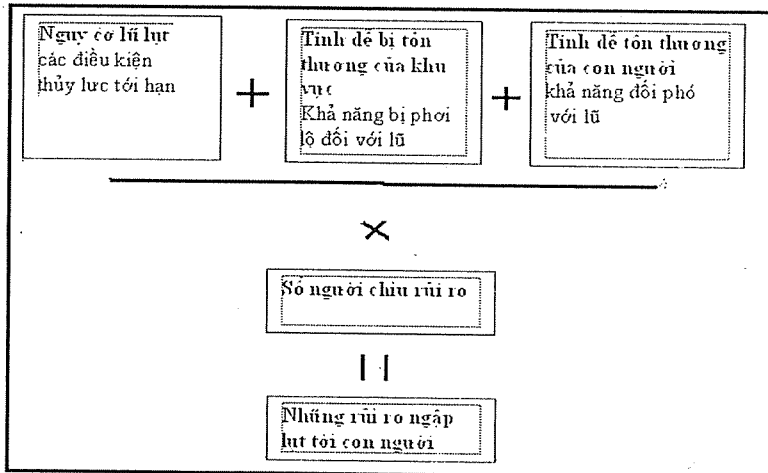 Nguy cơ lũ lụt
các điều kiện
thủy lưc tới hạn
+
Tính dễ bị tổn
thương của khu
vực
Khả năng bị phơi
lộ đối với lũ
+
Tính dễ tổn thương
của con người
khả năng đối phó
với lũ
×
Số người chịu rủi ro
=
Những rủi ro ngập
lụt tới con người